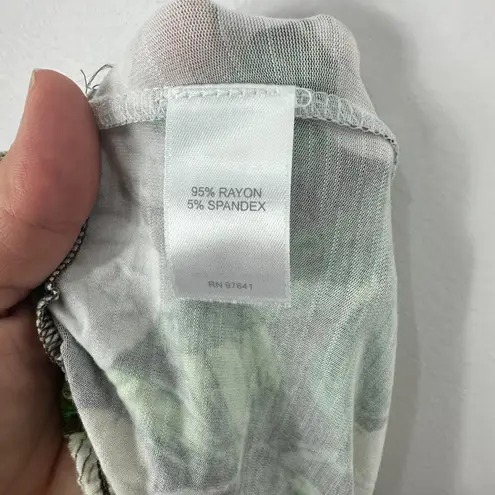 95% RAYON
5% SPANDEX
RN 97641